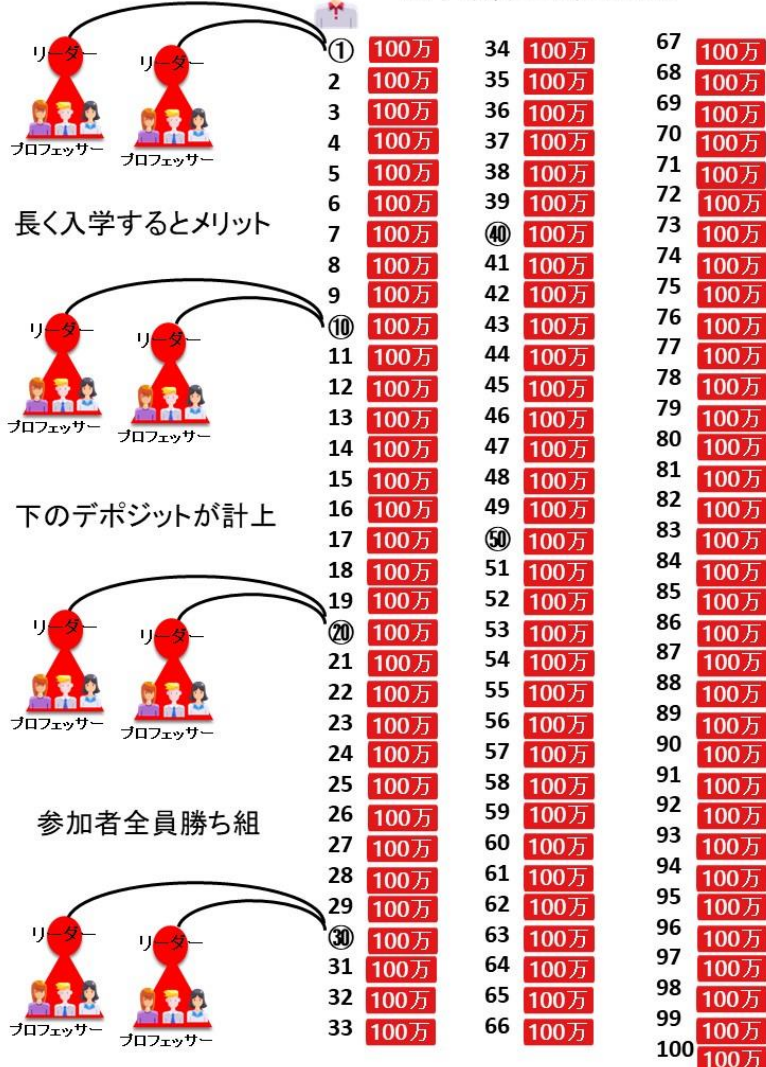 リーダー
リーダー
プロフェッサー
プロフェッサー
長く入学するとメリット
リーダー
リーダー
プロフェッサー
プロフェッサー
下のデポジットが計上
リーダー
リーダー
プロフェッサー
プロフェッサー
参加者全員勝ち組
リーダー
リーダー
プロフェッサー
プロフェッサー
① 100万
2 100万
3 100万
4 100万
5 100万
6 100万
7 100万
8 100万
9 100万
⑩ 100万
11 100万
12 100万
13 100万
14 100万
15 100万
16 100万
17 100万
18 100万
19 100万
⑳ 100万
21 100万
22 100万
23 100万
24 100万
25 100万
26 100万
27 100万
28 100万
29 100万
㉚ 100万
31 100万
32 100万
33 100万
34 100万
35 100万
36 100万
37 100万
38 100万
39 100万
㊵ 100万
41 100万
42 100万
43 100万
44 100万
45 100万
46 100万
47 100万
48 100万
49 100万
㊿ 100万
51 100万
52 100万
53 100万
54 100万
55 100万
56 100万
57 100万
58 100万
59 100万
60 100万
61 100万
62 100万
63 100万
64 100万
65 100万
66 100万
67 100万
68 100万
69 100万
70 100万
71 100万
72 100万
73 100万
74 100万
75 100万
76 100万
77 100万
78 100万
79 100万
80 100万
81 100万
82 100万
83 100万
84 100万
85 100万
86 100万
87 100万
88 100万
89 100万
90 100万
91 100万
92 100万
93 100万
94 100万
95 100万
96 100万
97 100万
98 100万
99 100万
100 100万